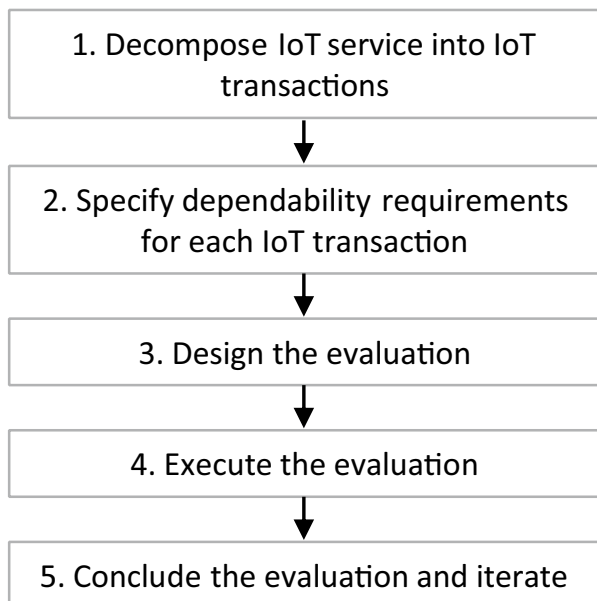 1. Decompose IoT service into IoT
transactions
2. Specify dependability requirements
for each IoT transaction
3. Design the evaluation
4. Execute the evaluation
5. Conclude the evaluation and iterate